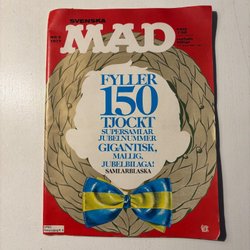 SVENSKA
MAD
FYLLER
150
TJOCKT
SUPERSAMLAR
JUBELNUMMER
GIGANTISK,
MALLIG,
JUBELBILAGA!
SAMLARBLASKA